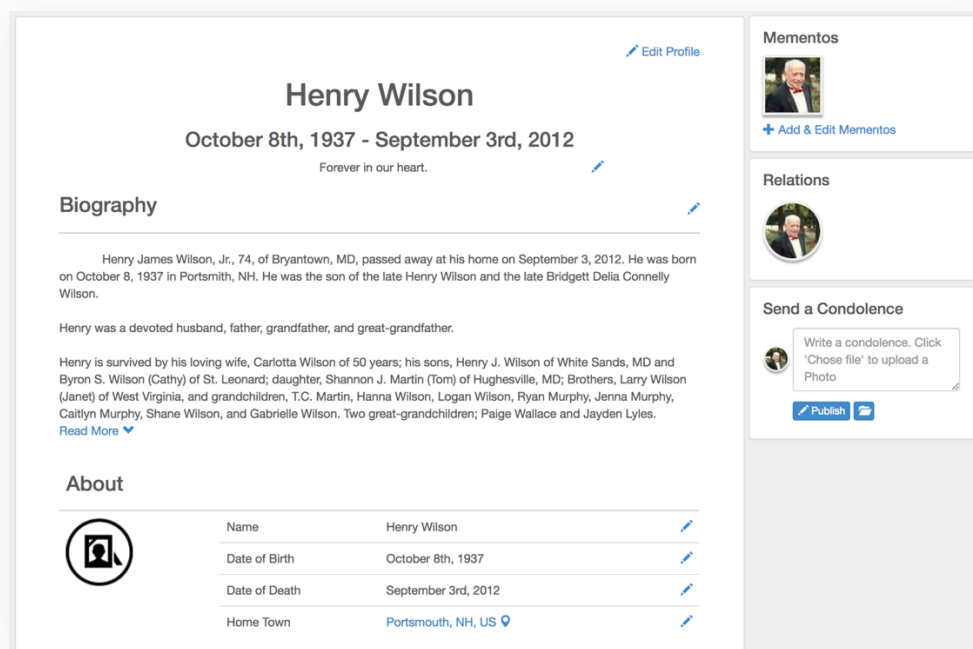 Edit Profile
Henry Wilson
October 8th, 1937 - September 3rd, 2012
Forever in our heart.
Biography
Henry James Wilson, Jr., 74, of Bryantown, MD, passed away at his home on September 3, 2012. He was born
on October 8, 1937 in Portsmith, NH. He was the son of the late Henry Wilson and the late Bridgett Delia Connelly
Wilson.
Henry was a devoted husband, father, grandfather, and great-grandfather.
Henry is survived by his loving wife, Carlotta Wilson of 50 years; his sons, Henry J. Wilson of White Sands, MD and
Byron S. Wilson (Cathy) of St. Leonard; daughter, Shannon J. Martin (Tom) of Hughesville, MD; Brothers, Larry Wilson
(Janet) of West Virginia, and grandchildren, T.C. Martin, Hanna Wilson, Logan Wilson, Ryan Murphy, Jenna Murphy,
Caitlyn Murphy, Shane Wilson, and Gabrielle Wilson. Two great-grandchildren; Paige Wallace and Jayden Lyles.
Read More
About
Name Henry Wilson
Date of Birth October 8th, 1937
Date of Death September 3rd, 2012
Home Town Portsmouth, NH, US
Mementos
Add & Edit Mementos
Relations
Send a Condolence
Write a condolence. Click
'Chose file' to upload a
Photo
Publish